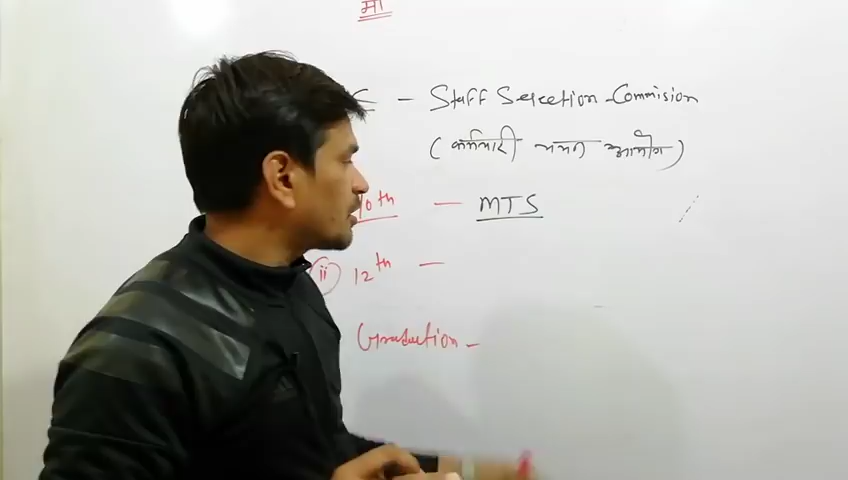 मा
C - Staff Selection Commision
(कर्मचारी चयन आयोग)
10th - MTS
ii) 12th -
Graduation -